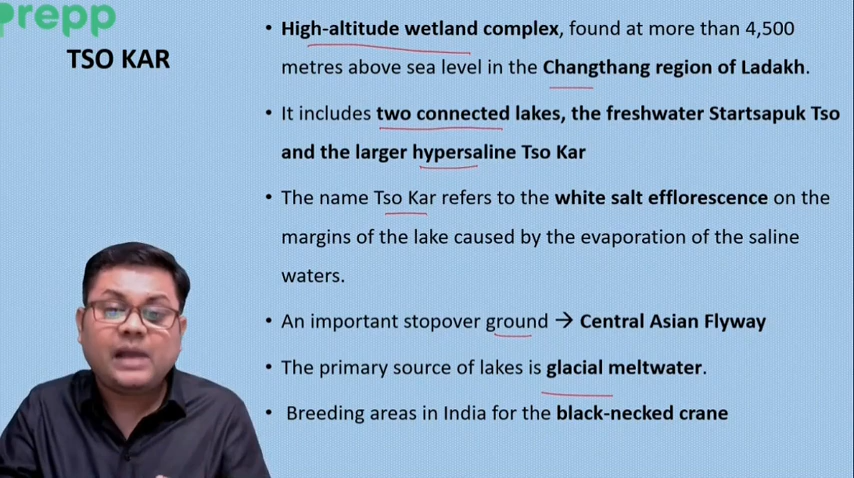 prepp
TSO KAR
• High-altitude wetland complex, found at more than 4,500
metres above sea level in the Changthang region of Ladakh.
• It includes two connected lakes, the freshwater Startsapuk Tso
and the larger hypersaline Tso Kar
• The name Tso Kar refers to the white salt efflorescence on the
margins of the lake caused by the evaporation of the saline
waters.
• An important stopover ground → Central Asian Flyway
• The primary source of lakes is glacial meltwater.
• Breeding areas in India for the black-necked crane